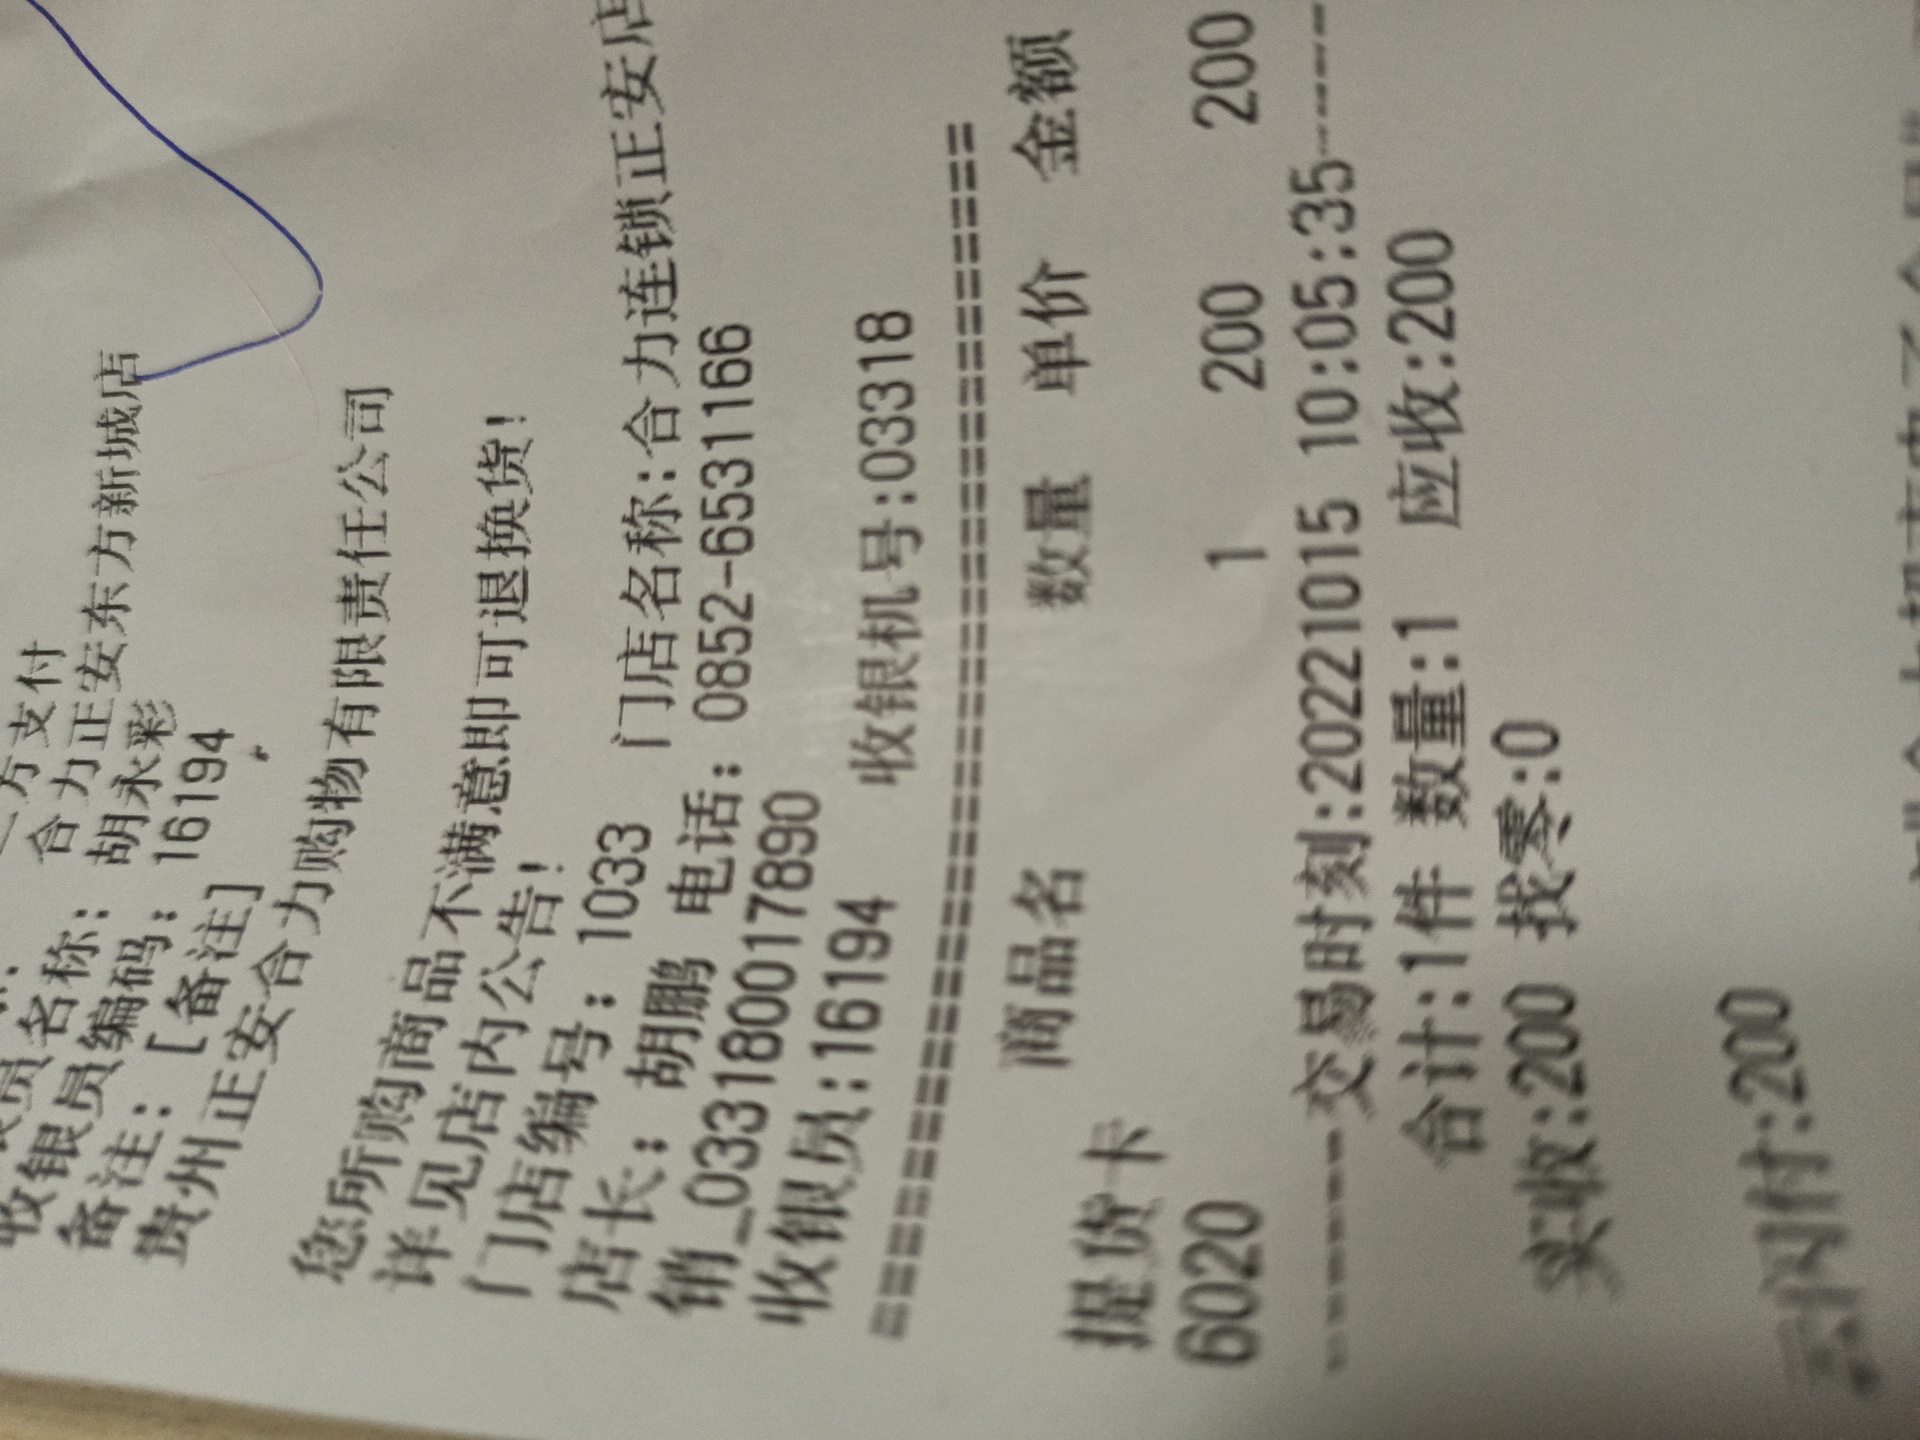 方支付
合力正安东方新城店
收银员名称： 胡永彩
收银员编码： 16194
备注： [备注]
贵州正安合力购物有限责任公司
您所购商品不满意即可退换货！
详见店内公告！
门店编号： 1033 门店名称:合力连锁正安店
店长： 胡鹏 电话： 0852-6531166
销_033180017890
收银员:16194 收银机号:03318
================================
商品名 数量 单价 金额
提货卡
6020 1 200 200
------交易时刻:20221015 10:05:35-----
合计:1件 数量:1 应收:200
实收:200 找零:0
云闪付:200